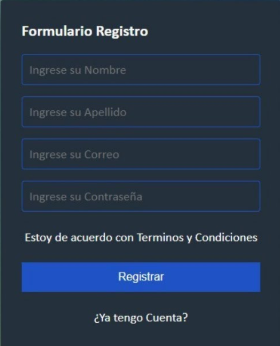 Formulario Registro
Ingrese su Nombre
Ingrese su Apellido
Ingrese su Correo
Ingrese su Contraseña
Estoy de acuerdo con Terminos y Condiciones
Registrar
¿Ya tengo Cuenta?